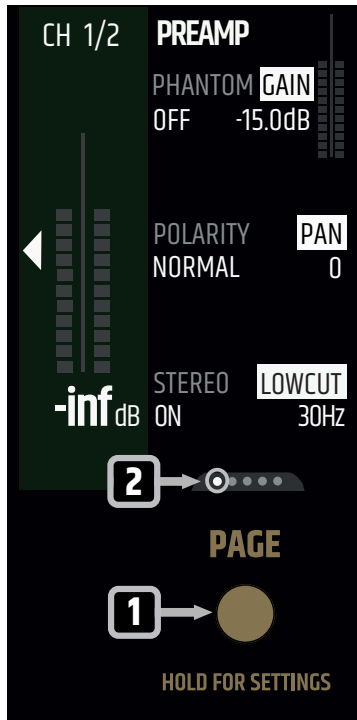 CH 1/2 PREAMP
PHANTOM GAIN
OFF -15.0dB
POLARITY PAN
NORMAL 0
STEREO LOWCUT
-inf dB ON 30Hz
2
PAGE
1
HOLD FOR SETTINGS